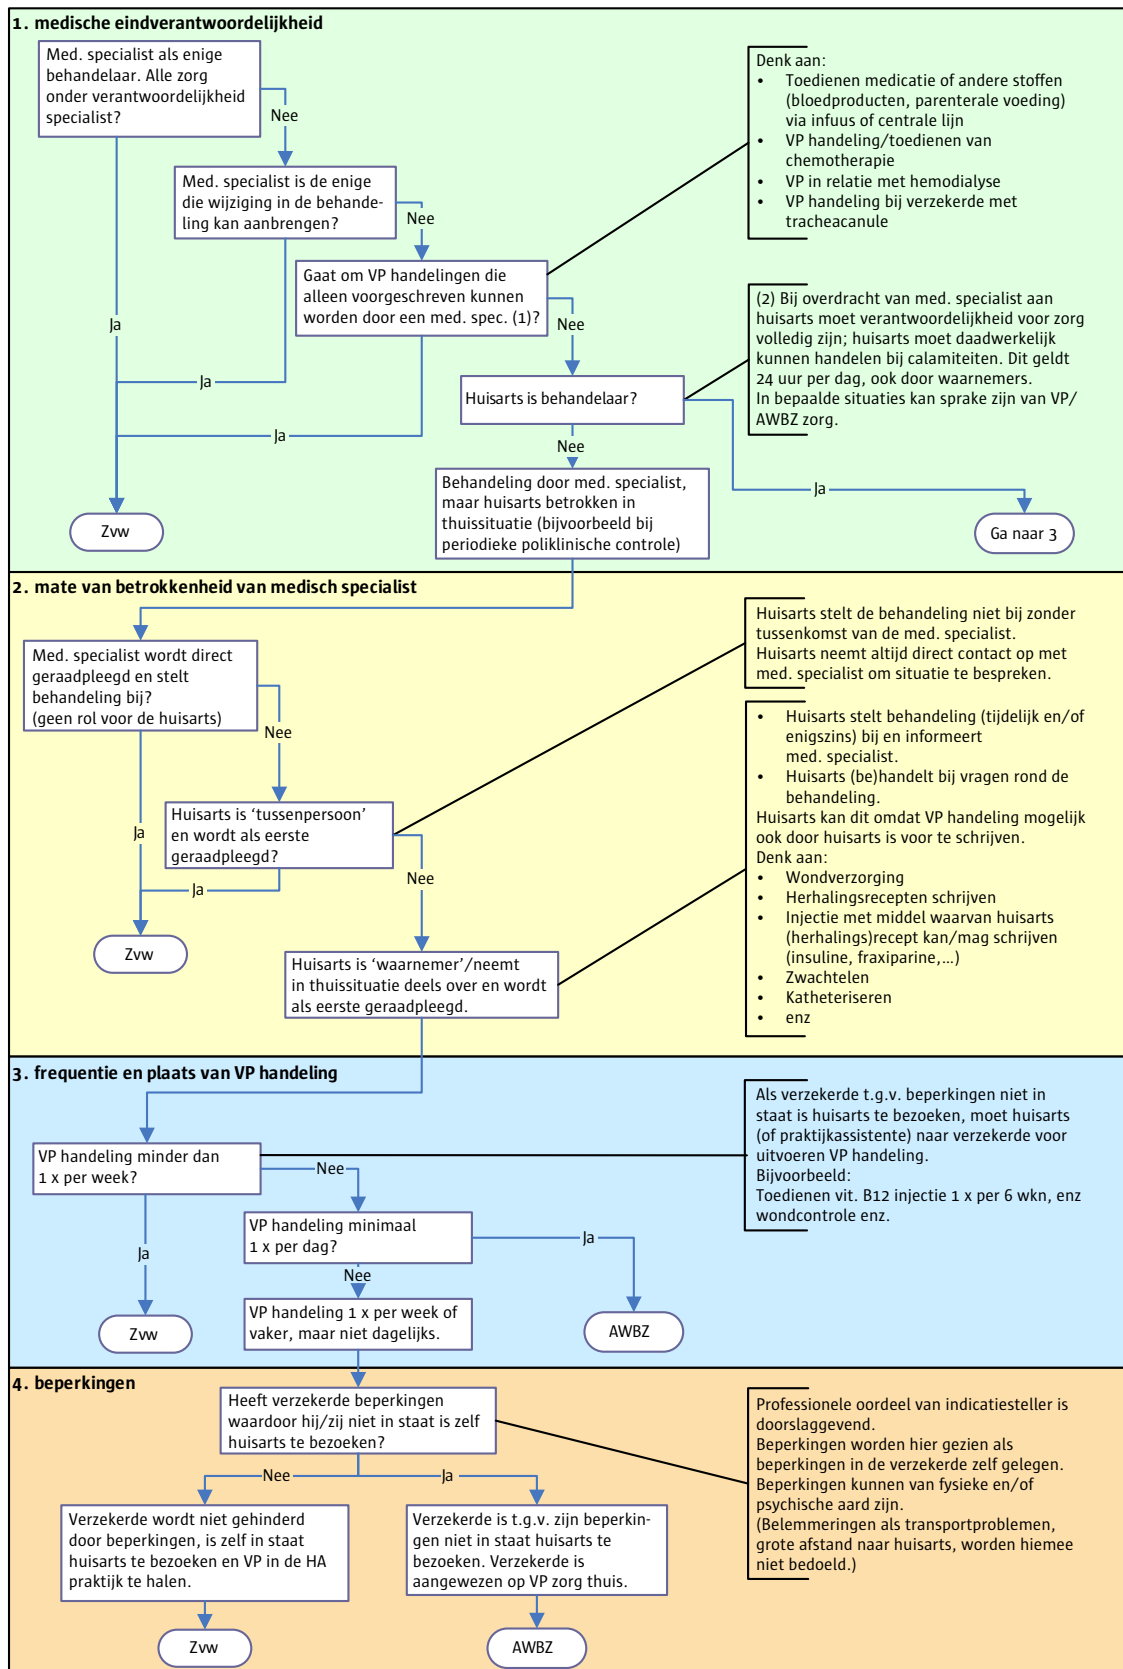 1. medische eindverantwoordelijkheid
Med. specialist als enige
behandelaar. Alle zorg
onder verantwoordelijkheid
specialist?
Nee
Med. specialist is de enige
die wijziging in de behande-
ling kan aanbrengen?
Nee
Gaat om VP handelingen die
alleen voorgeschreven kunnen
worden door een med. spec. (1)?
Nee
Denk aan:
• Toedienen medicatie of andere stoffen
(bloedproducten, parenterale voeding)
via infuus of centrale lijn
• VP handeling/toedienen van
chemotherapie
• VP in relatie met hemodialyse
• VP handeling bij verzekerde met
tracheacanule
(2) Bij overdracht van med. specialist aan
huisarts moet verantwoordelijkheid voor zorg
volledig zijn; huisarts moet daadwerkelijk
kunnen handelen bij calamiteiten. Dit geldt
24 uur per dag, ook door waarnemers.
In bepaalde situaties kan sprake zijn van VP/
AWBZ zorg.
Ja
Ja
Ja
Huisarts is behandelaar?
Nee
Ja
Behandeling door med. specialist,
maar huisarts betrokken in
thuissituatie (bijvoorbeeld bij
periodieke poliklinische controle)
Zvw
Ga naar 3
2. mate van betrokkenheid van medisch specialist
Med. specialist wordt direct
geraadpleegd en stelt
behandeling bij?
(geen rol voor de huisarts)
Nee
Huisarts stelt de behandeling niet bij zonder
tussenkomst van de med. specialist.
Huisarts neemt altijd direct contact op met
med. specialist om situatie te bespreken.
Ja
Huisarts is ‘tussenpersoon’
en wordt als eerste
geraadpleegd?
Nee
Ja
Zvw
Huisarts is ‘waarnemer’/neemt
in thuissituatie deels over en wordt
als eerste geraadpleegd.
• Huisarts stelt behandeling (tijdelijk en/of
enigszins) bij en informeert
med. specialist.
• Huisarts (be)handelt bij vragen rond de
behandeling.
Huisarts kan dit omdat VP handeling mogelijk
ook door huisarts is voor te schrijven.
Denk aan:
• Wondverzorging
• Herhalingsrecepten schrijven
• Injectie met middel waarvan huisarts
(herhalings)recept kan/mag schrijven
(insuline, fraxiparine,...)
• Zwachtelen
• Katheteriseren
• enz
3. frequentie en plaats van VP handeling
VP handeling minder dan
1 x per week?
Nee
Als verzekerde t.g.v. beperkingen niet in
staat is huisarts te bezoeken, moet huisarts
(of praktijkassistente) naar verzekerde voor
uitvoeren VP handeling.
Bijvoorbeeld:
Toedienen vit. B12 injectie 1 x per 6 wkn, enz
wondcontrole enz.
Ja
VP handeling minimaal
1 x per dag?
Ja
Nee
VP handeling 1 x per week of
vaker, maar niet dagelijks.
Zvw
AWBZ
4. beperkingen
Heeft verzekerde beperkingen
waardoor hij/zij niet in staat is zelf
huisarts te bezoeken?
Professionele oordeel van indicatiesteller is
doorslaggevend.
Beperkingen worden hier gezien als
beperkingen in de verzekerde zelf gelegen.
Beperkingen kunnen van fysieke en/of
psychische aard zijn.
(Belemmeringen als transportproblemen,
grote afstand naar huisarts, worden hiemee
niet bedoeld.)
Nee
Ja
Verzekerde wordt niet gehinderd
door beperkingen, is zelf in staat
huisarts te bezoeken en VP in de HA
praktijk te halen.
Verzekerde is t.g.v. zijn beperkin-
gen niet in staat huisarts te
bezoeken. Verzekerde is
aangewezen op VP zorg thuis.
Zvw
AWBZ